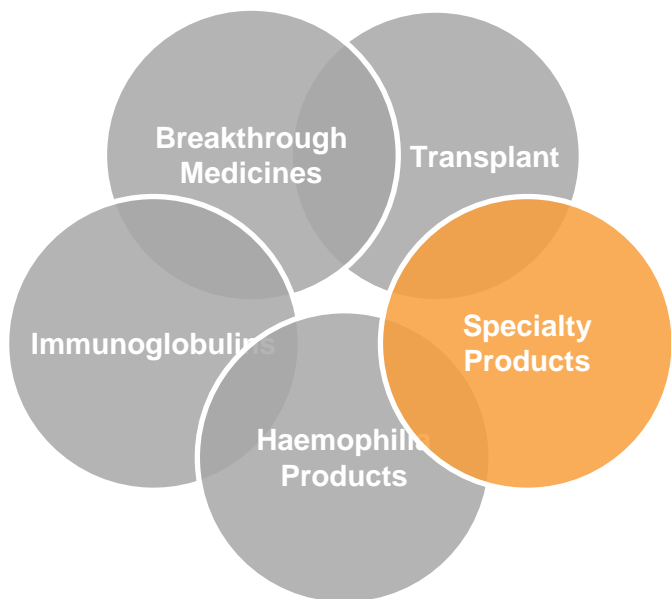 Breakthrough
Medicines
Transplant
Immunoglobulins
Specialty
Products
Haemophilia
Products